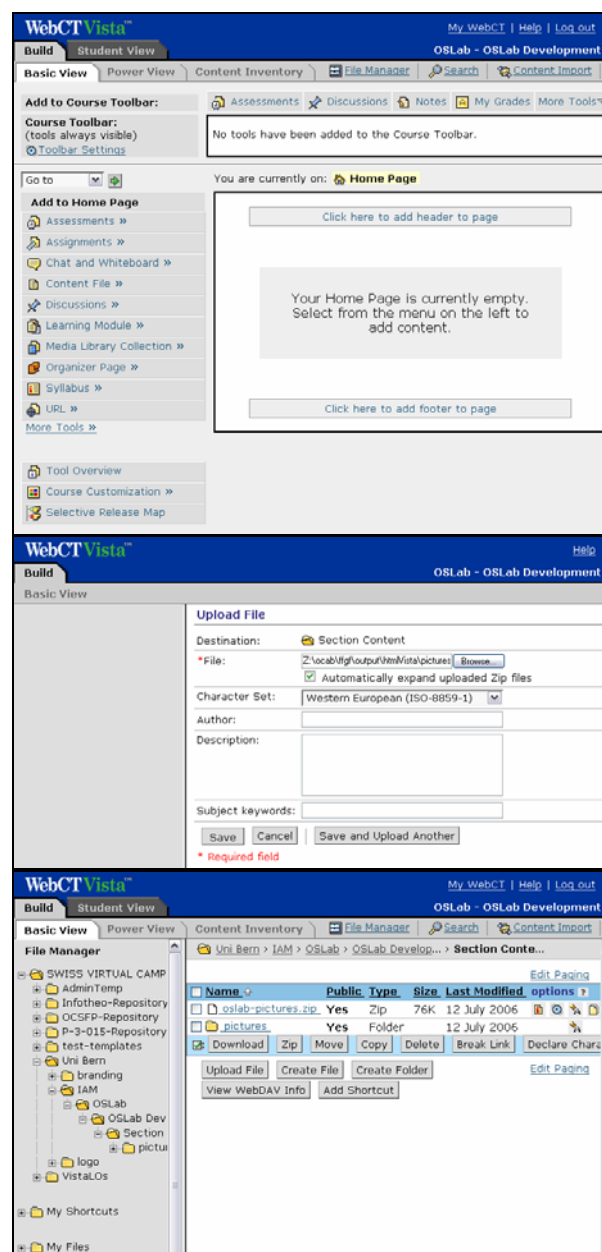 WebCT Vista™
My WebCT | Help | Log out
Build Student View OSLab - OSLab Development
Basic View Power View Content Inventory File Manager Search Content Import
Add to Course Toolbar: Assessments Discussions Notes My Grades More Tools
Course Toolbar:
(tools always visible)
Toolbar Settings
No tools have been added to the Course Toolbar.
Go to
You are currently on: Home Page
Add to Home Page
Assessments »
Assignments »
Chat and Whiteboard »
Content File »
Discussions »
Learning Module »
Media Library Collection »
Organizer Page »
Syllabus »
URL »
More Tools »
Tool Overview
Course Customization »
Selective Release Map
Click here to add header to page
Your Home Page is currently empty.
Select from the menu on the left to
add content.
Click here to add footer to page
WebCT Vista™
Help
Build OSLab - OSLab Development
Basic View
Upload File
Destination: Section Content
*File: Z:\ocab\ffgf\output\htmlVista\pictures Browse...
Automatically expand uploaded Zip files
Character Set: Western European (ISO-8859-1)
Author:
Description:
Subject keywords:
Save Cancel | Save and Upload Another
* Required field
WebCT Vista™
My WebCT | Help | Log out
Build Student View OSLab - OSLab Development
Basic View Power View Content Inventory File Manager Search Content Import
File Manager
SWISS VIRTUAL CAMP
AdminTemp
Infotheo-Repository
OCSFP-Repository
P-3-015-Repository
test-templates
Uni Bern
branding
IAM
OSLab
OSLab Dev
Section
pictu
logo
VistaLOs
My Shortcuts
My Files
Uni Bern > IAM > OSLab > OSLab Develop... > Section Conte...
Edit Paging
Name Public Type Size Last Modified options ?
oslab-pictures.zip Yes Zip 76K 12 July 2006
pictures Yes Folder 12 July 2006
Download Zip Move Copy Delete Break Link Declare Chara
Upload File Create File Create Folder Edit Paging
View WebDAV Info Add Shortcut